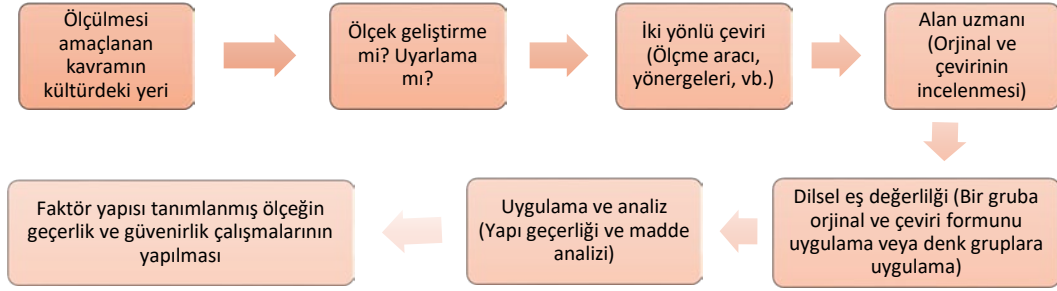 Ölçülmesi
amaçlanan
kavramın
kültürdeki yeri
Ölçek geliştirme
mi? Uyarlama
mı?
İki yönlü çeviri
(Ölçme aracı,
yönergeleri, vb.)
Alan uzmanı
(Orjinal ve
çevirinin
incelenmesi)
Dilsel eş değerlilği (Bir gruba
orjinal ve çeviri formunu
uygulama veya denk gruplara
uygulama)
Uygulama ve analiz
(Yapı geçerliği ve madde
analizi)
Faktör yapısı tanımlanmış ölçeğin
geçerlik ve güvenirlik çalışmalarının
yapılması